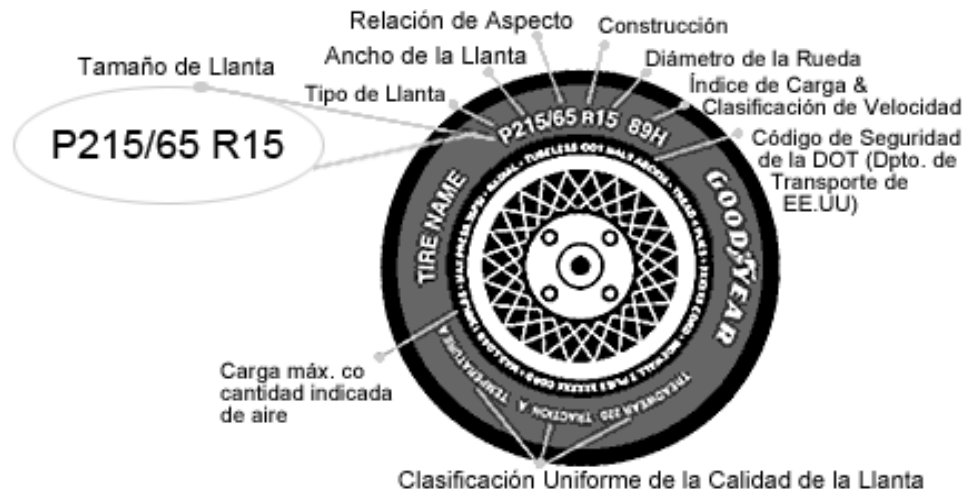 Relación de Aspecto
Construcción
Ancho de la Llanta
Diámetro de la Rueda
Tamaño de Llanta
Tipo de Llanta
Índice de Carga &
Clasificación de Velocidad
P215/65 R15
P215/65 R15 89H
Código de Seguridad
de la DOT (Dpto. de
Transporte de
EE.UU)
TIRE NAME
GOODYEAR
RADIAL - TUBELESS DOT
TEMPERATURE A
TRACTION A
TREADWEAR 220
Carga máx. co
cantidad indicada
de aire
Clasificación Uniforme de la Calidad de la Llanta